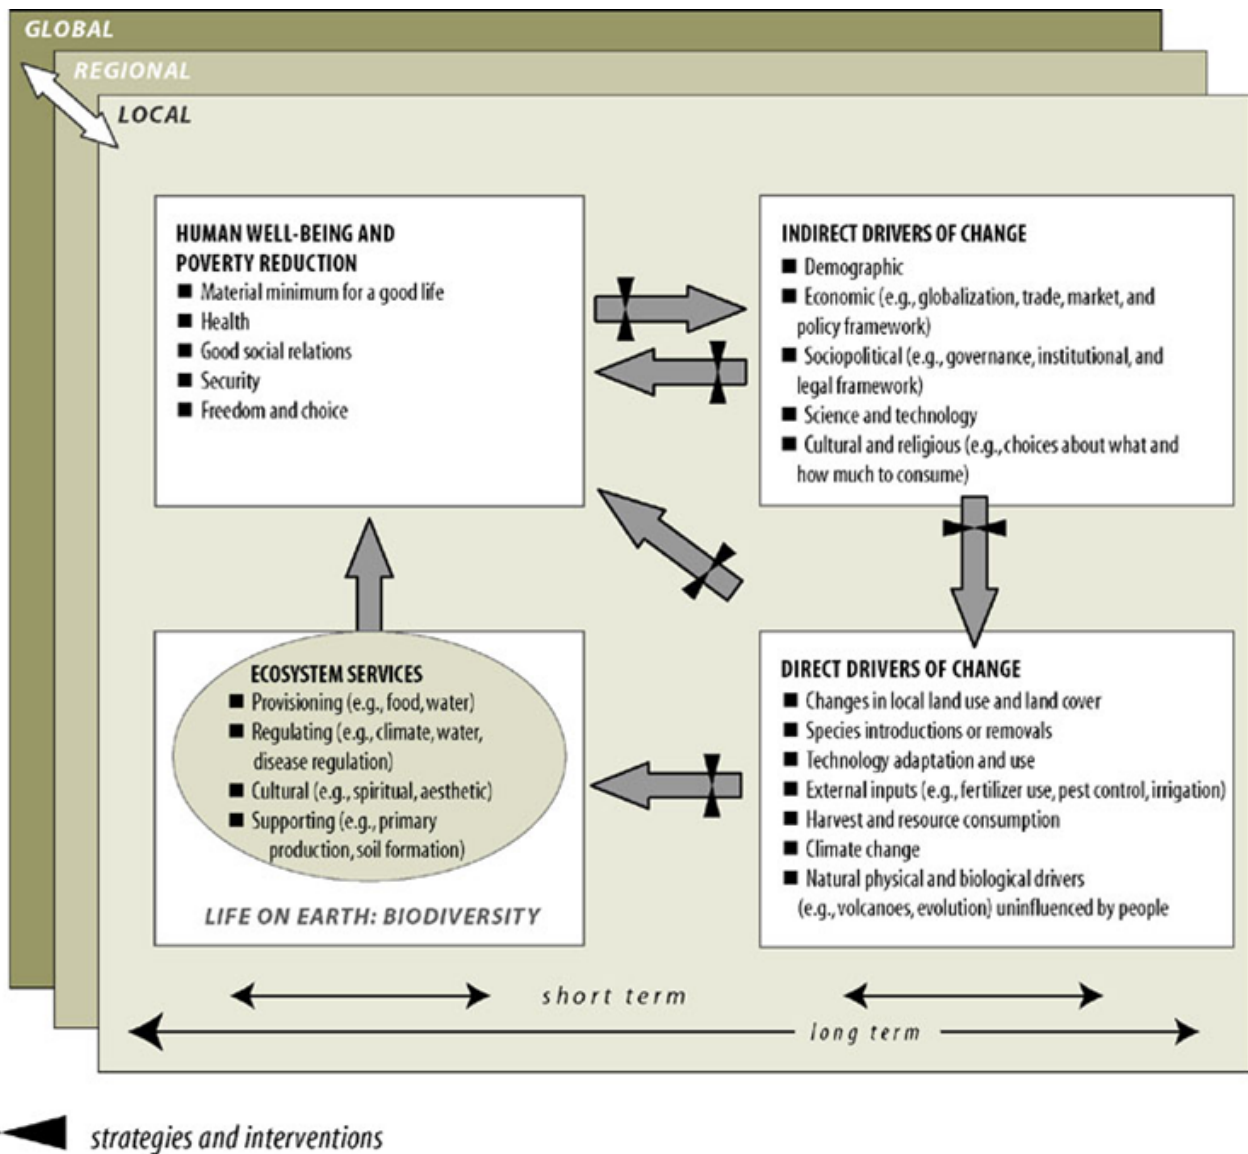 GLOBAL
REGIONAL
LOCAL
HUMAN WELL-BEING AND
POVERTY REDUCTION
■ Material minimum for a good life
■ Health
■ Good social relations
■ Security
■ Freedom and choice
INDIRECT DRIVERS OF CHANGE
■ Demographic
■ Economic (e.g., globalization, trade, market, and
policy framework)
■ Sociopolitical (e.g., governance, institutional, and
legal framework)
■ Science and technology
■ Cultural and religious (e.g., choices about what and
how much to consume)
ECOSYSTEM SERVICES
■ Provisioning (e.g., food, water)
■ Regulating (e.g., climate, water,
disease regulation)
■ Cultural (e.g., spiritual, aesthetic)
■ Supporting (e.g., primary
production, soil formation)
LIFE ON EARTH: BIODIVERSITY
DIRECT DRIVERS OF CHANGE
■ Changes in local land use and land cover
■ Species introductions or removals
■ Technology adaptation and use
■ External inputs (e.g., fertilizer use, pest control, irrigation)
■ Harvest and resource consumption
■ Climate change
■ Natural physical and biological drivers
(e.g., volcanoes, evolution) uninfluenced by people
short term
long term
strategies and interventions